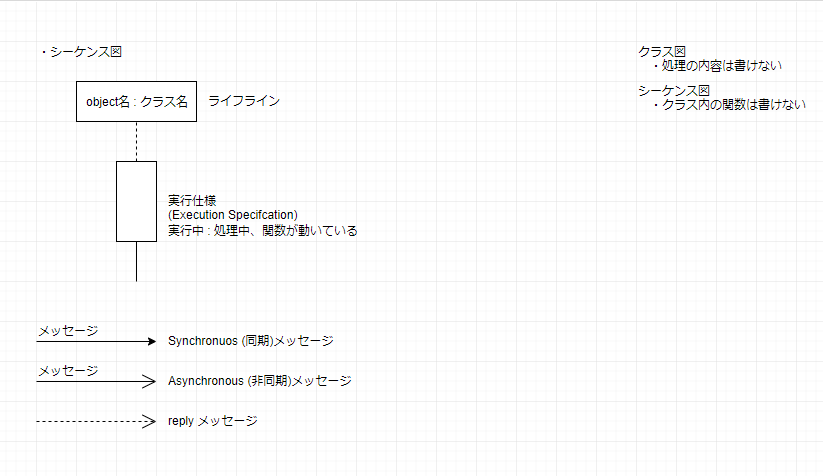 ・シーケンス図
object名 : クラス名
ライフライン
実行仕様
(Execution Specifcation)
実行中 : 処理中、関数が動いている
メッセージ
Synchronuos (同期)メッセージ
メッセージ
Asynchronous (非同期)メッセージ
reply メッセージ
クラス図
・処理の内容は書けない
シーケンス図
・クラス内の関数は書けない